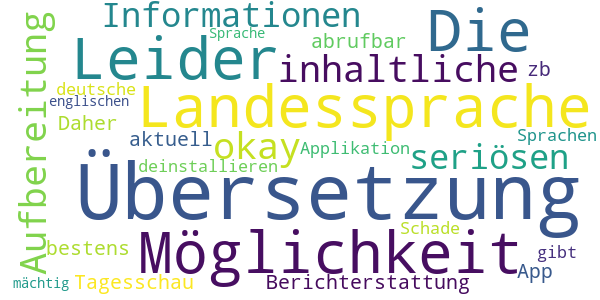 Informationen
Die
Sprache
Leider
abrufbar
inhaltliche
zb
Aufbereitung
deutsche
englischen
Landessprache
Daher
aktuell
okay
Applikation
Sprachen
deinstallieren
seriösen
Übersetzung
Schade
bestens
Möglichkeit
gibt
App
mächtig
Tagesschau
Berichterstattung